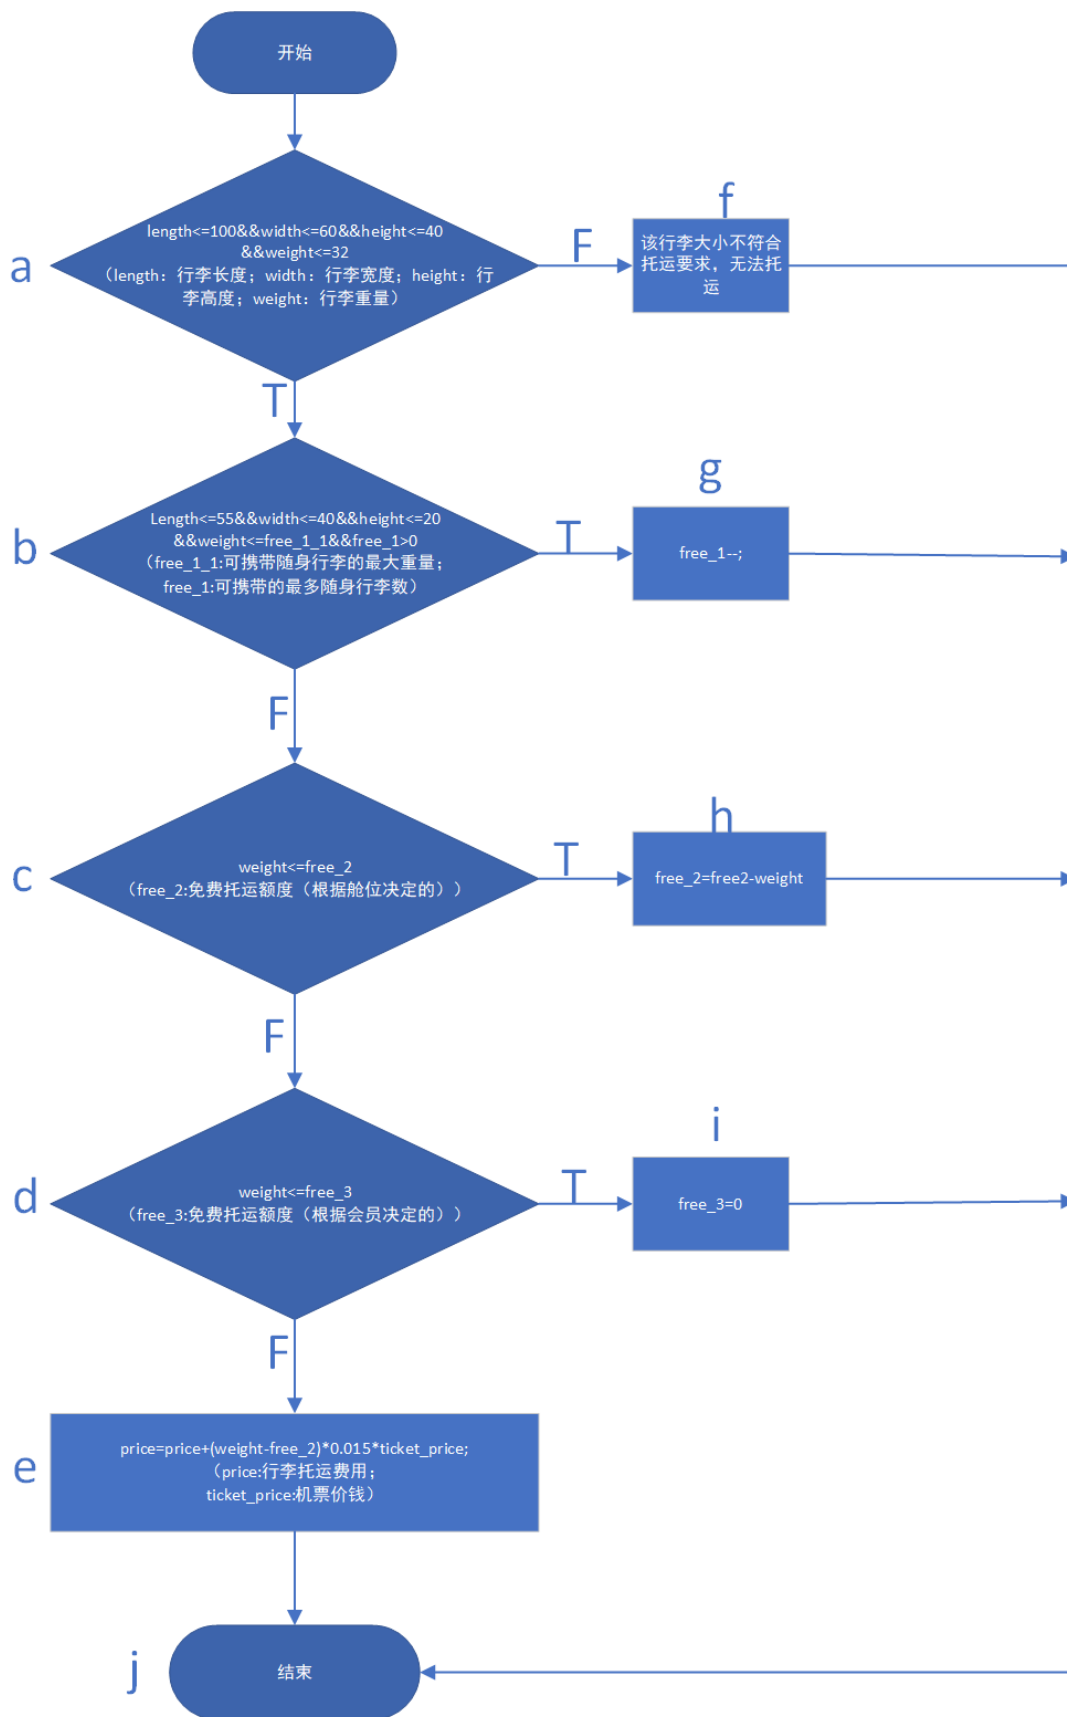 开始
a
length<=100&&width<=60&&height<=40
&&weight<=32
（length：行李长度；width：行李宽度；height：行
李高度；weight：行李重量）
F
f
该行李大小不符合
托运要求，无法托
运
T
b
Length<=55&&width<=40&&height<=20
&&weight<=free_1_1&&free_1>0
（free_1_1:可携带随身行李的最大重量；
free_1:可携带的最多随身行李数）
T
g
free_1--;
F
c
weight<=free_2
（free_2:免费托运额度（根据舱位决定的））
T
h
free_2=free2-weight
F
d
weight<=free_3
（free_3:免费托运额度（根据会员决定的））
T
i
free_3=0
F
e
price=price+(weight-free_2)*0.015*ticket_price;
（price:行李托运费用；
ticket_price:机票价钱）
j
结束